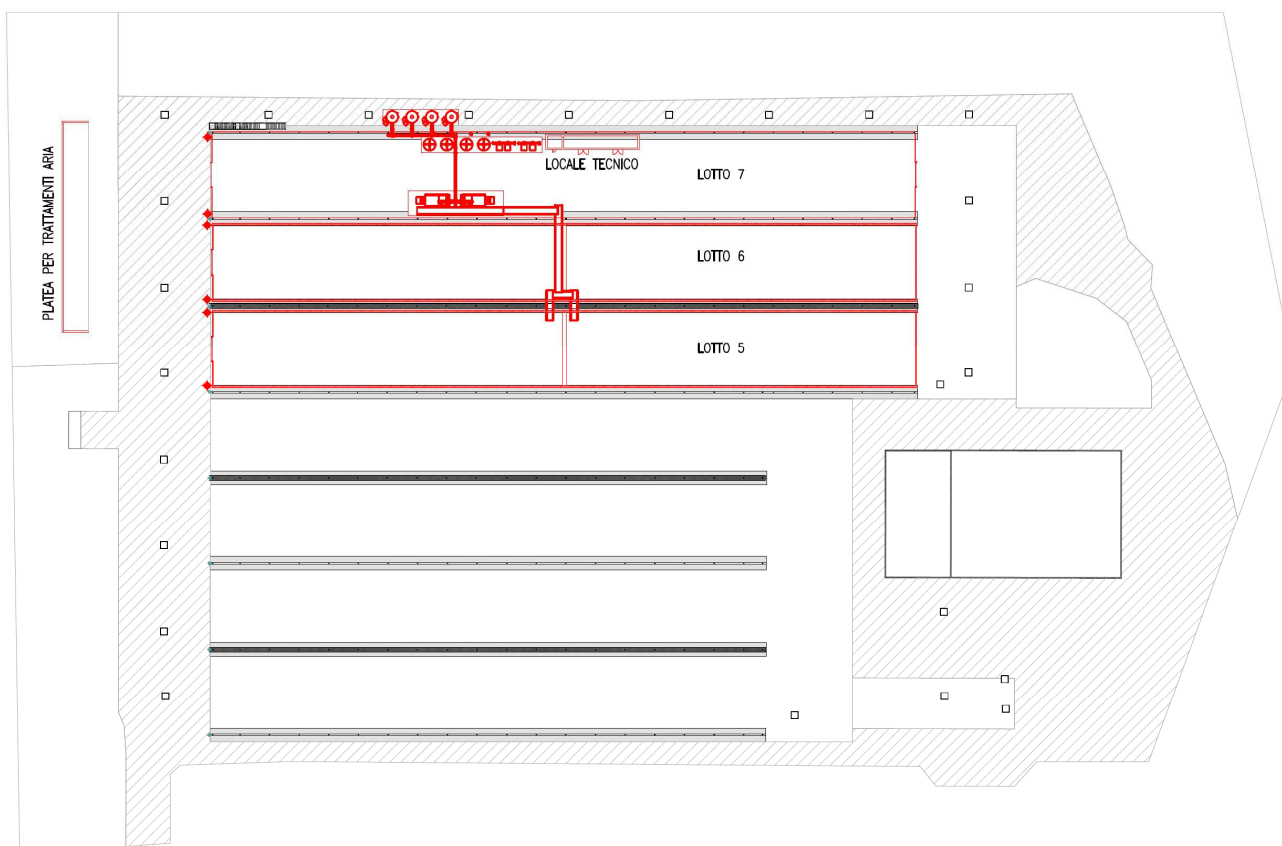 PLATEA PER TRATTAMENTI ARIA
LOCALE TECNICO
LOTTO 7
LOTTO 6
LOTTO 5